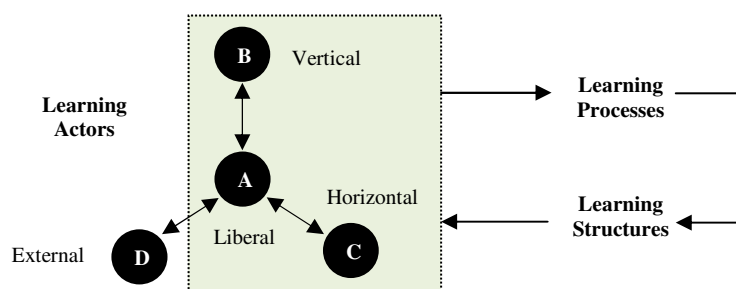 B
Vertical
Learning
Actors
Learning
Processes
A
Horizontal
Learning
Structures
Liberal
External
D
C